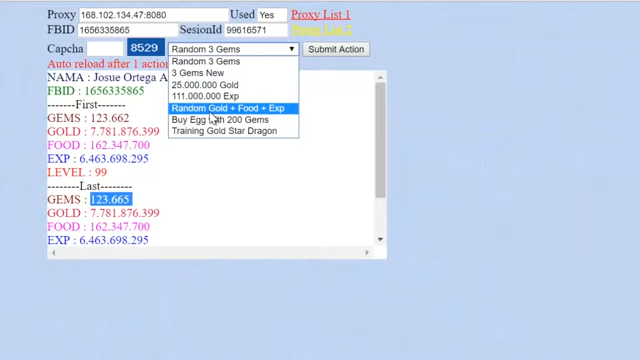 Proxy 168.102.134.47:8080 Used Yes Proxy List 1
FBID 1656335865 SesionId 99616571
Capcha 8529 Random 3 Gems Submit Action
Random 3 Gems
Auto reload after 1 action
3 Gems New
NAMA : Josue Ortega A
25.000.000 Gold
FBID : 1656335865
111.000.000 Exp
-------First-------
Random Gold + Food + Exp
GEMS : 123.662
Buy Egg With 200 Gems
GOLD : 7.781.876.399
Training Gold Star Dragon
FOOD : 162.347.700
EXP : 6.463.698.295
LEVEL : 99
-------Last--------
GEMS : 123.665
GOLD : 7.781.876.399
FOOD : 162.347.700
EXP : 6.463.698.295